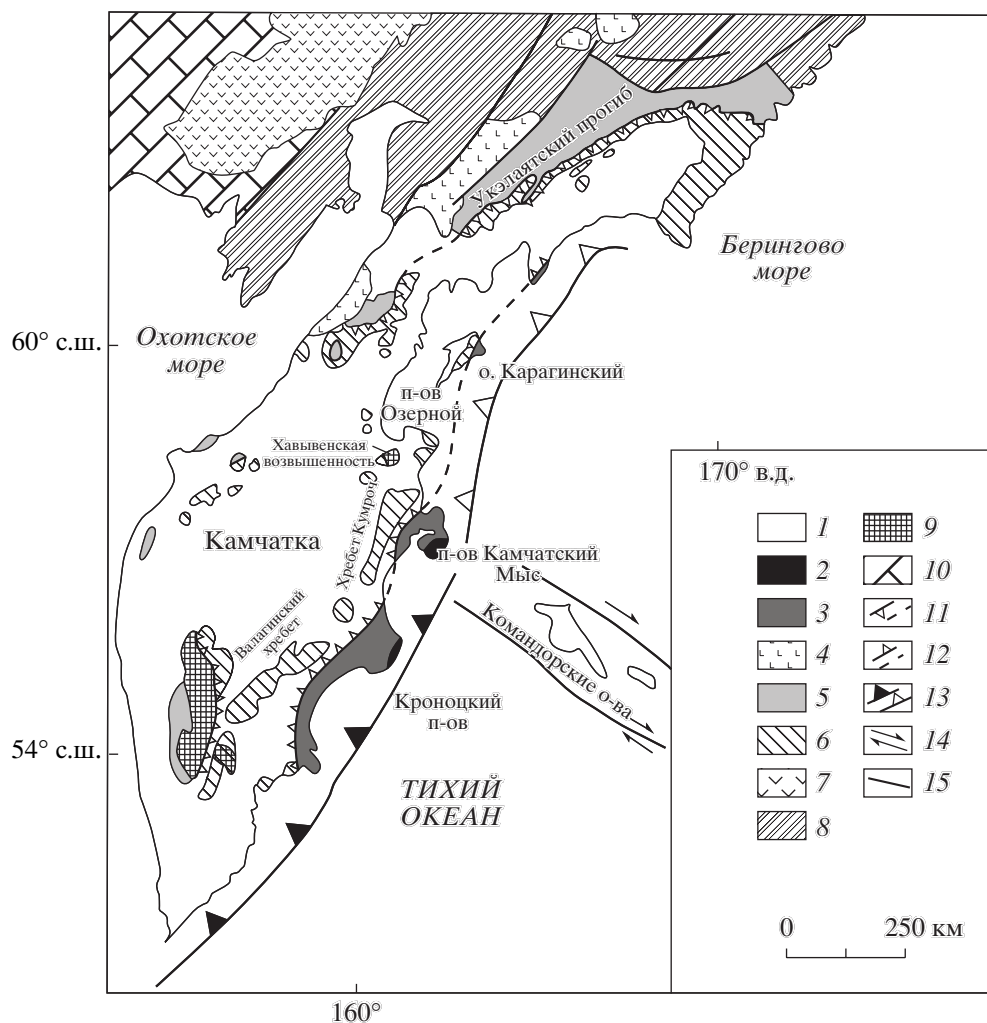 Укэлаятский прогиб
Берингово
море
60° с.ш.
Охотское
море
о. Карагинский
п-ов
Озерной
Хавывенская
возвышенность
170° в.д.
Хребет Кумроч
Камчатка
п-ов Камчатский
Мыс
Валагинский
хребет
Командорские о-ва
Кроноцкий
п-ов
54° с.ш.
ТИХИЙ
ОКЕАН
160°
1
2
3
4
5
6
7
8
9
10
11
12
13
14
15
0 250 км